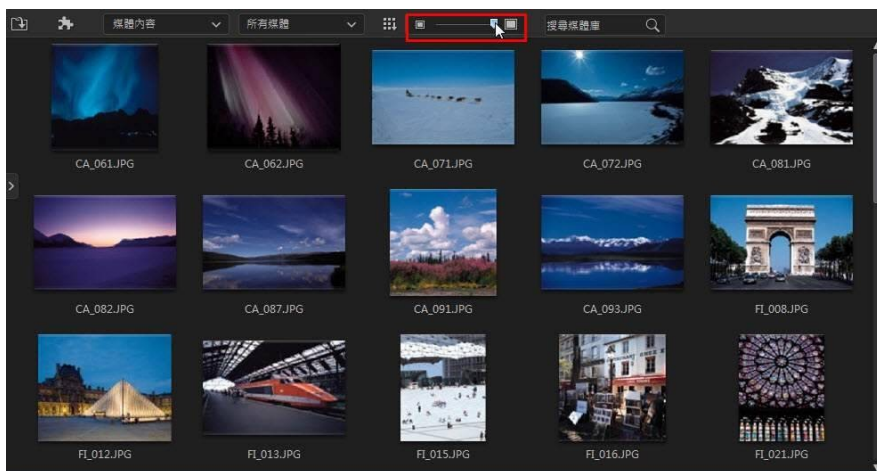 媒體內容 所有媒體 搜尋媒體庫
CA_061.JPG CA_062.JPG CA_071.JPG CA_072.JPG CA_081.JPG
CA_082.JPG CA_087.JPG CA_091.JPG CA_093.JPG FI_008.JPG
FI_012.JPG FI_013.JPG FI_015.JPG FI_016.JPG FI_021.JPG